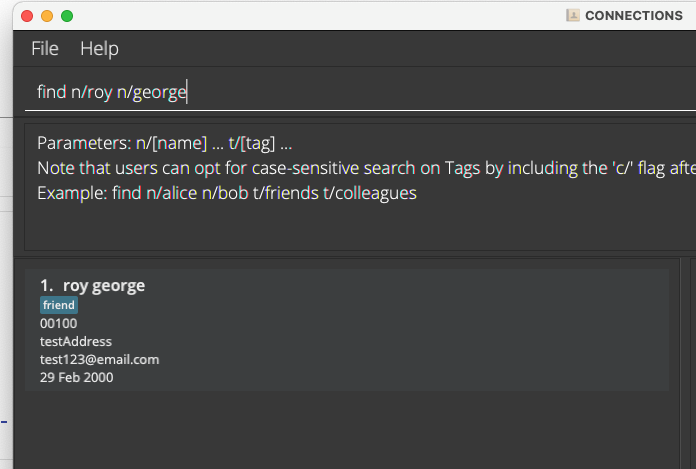 CONNECTIONS
File Help
find n/roy n/george
Parameters: n/[name] ... t/[tag] ...
Note that users can opt for case-sensitive search on Tags by including the 'c/' flag afte
Example: find n/alice n/bob t/friends t/colleagues
1. roy george
friend
00100
testAddress
test123@email.com
29 Feb 2000